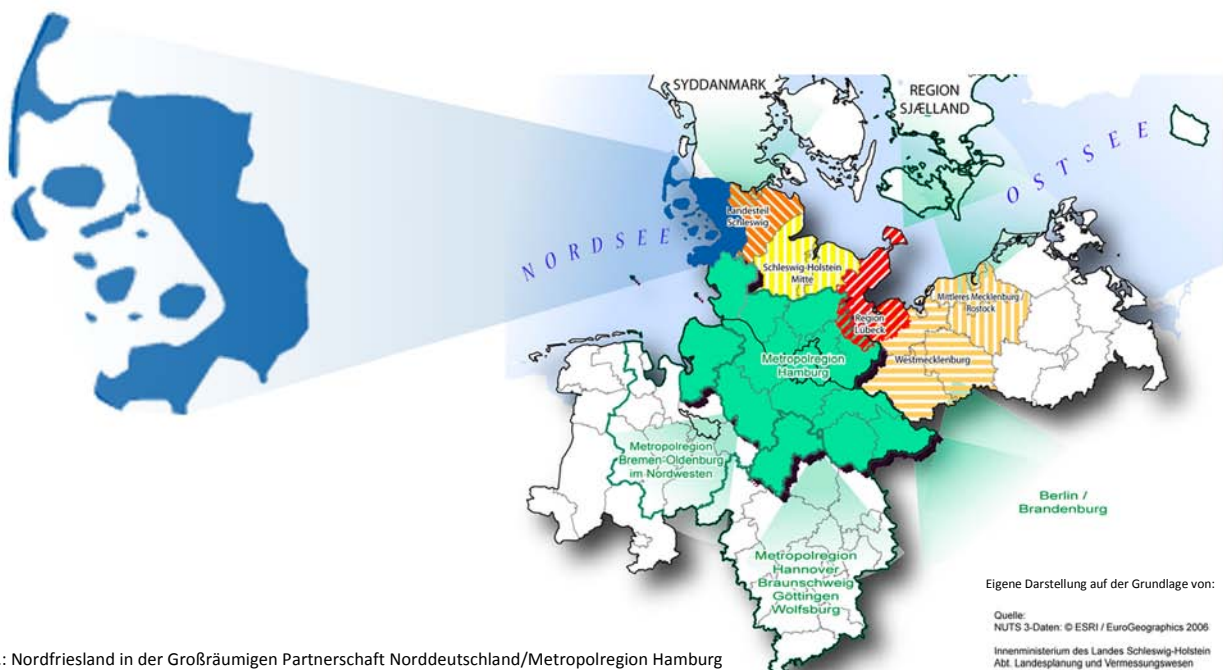 SYDDANMARK
REGION
SJÆLLAND
OSTSEE
NORDSEE
Landesteil
Schleswig
Schleswig-Holstein
Mitte
Region
Lübeck
Mittleres Mecklenburg /
Rostock
Westmecklenburg
Metropolregion
Hamburg
Metropolregion
Bremen-Oldenburg
im Nordwesten
Berlin /
Brandenburg
Metropolregion
Hannover
Braunschweig
Göttingen
Wolfsburg
Eigene Darstellung auf der Grundlage von:
Quelle:
NUTS 3-Daten: © ESRI / EuroGeographics 2006
Innenministerium des Landes Schleswig-Holstein
Abt. Landesplanung und Vermessungswesen
.: Nordfriesland in der Großräumigen Partnerschaft Norddeutschland/Metropolregion Hamburg